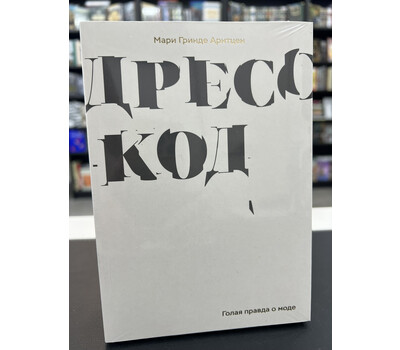 Мари Гринде Арнтцен
ДРЕСС
-КОД
Голая правда о моде